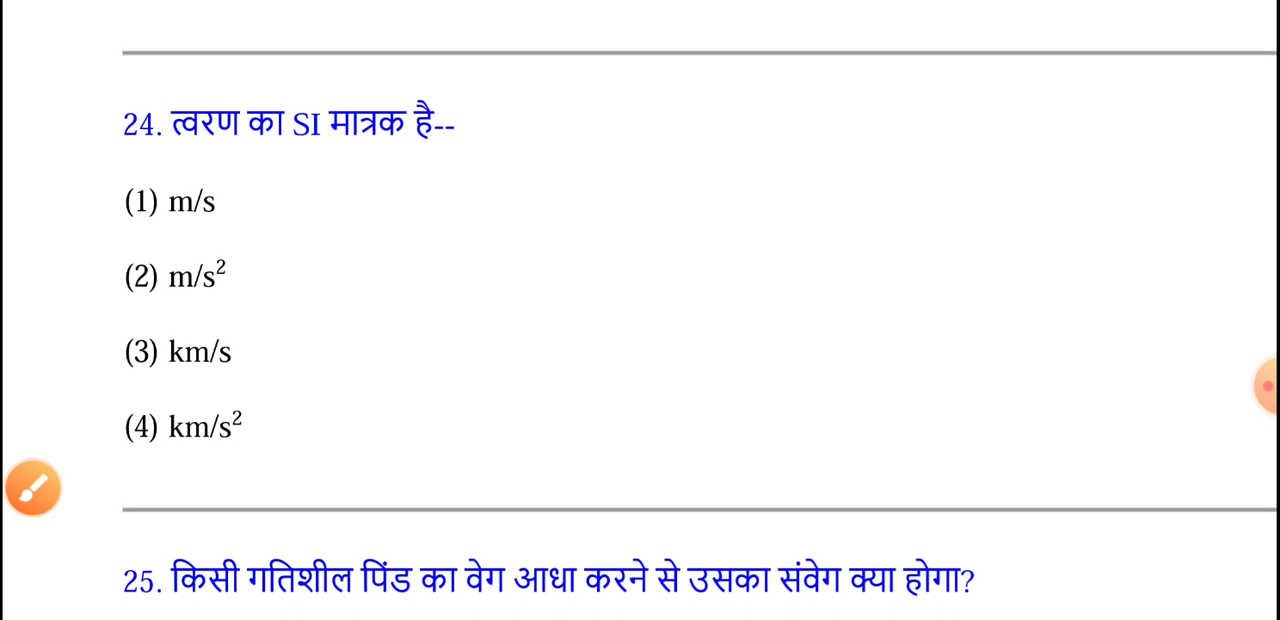 24. त्वरण का SI मात्रक है--
(1) m/s
(2) m/s²
(3) km/s
(4) km/s²
25. किसी गतिशील पिंड का वेग आधा करने से उसका संवेग क्या होगा?